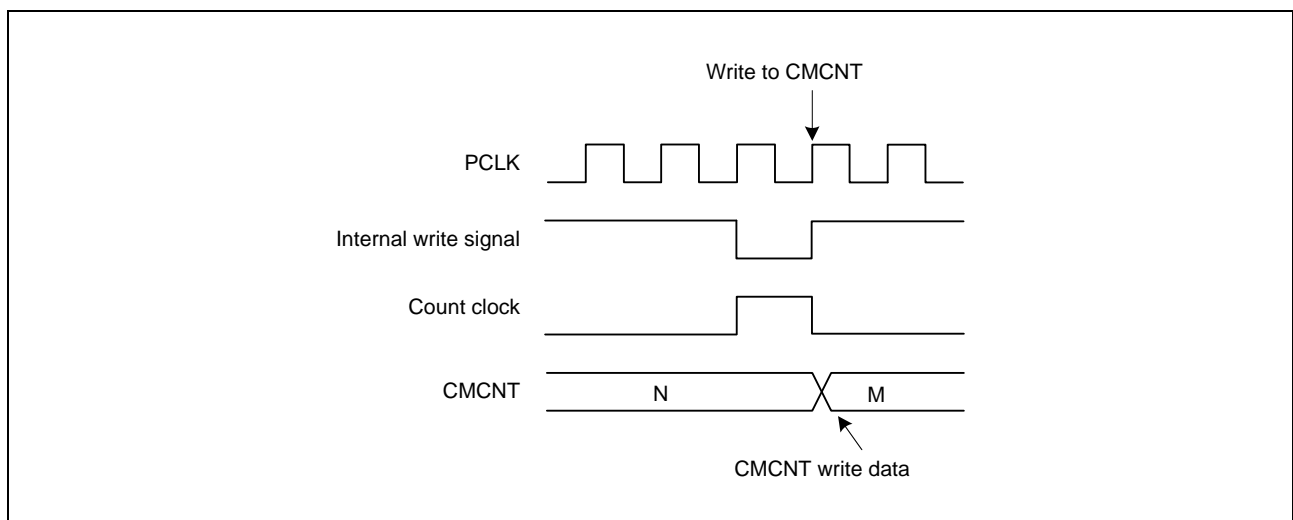 Write to CMCNT
PCLK
Internal write signal
Count clock
CMCNT
N
M
CMCNT write data